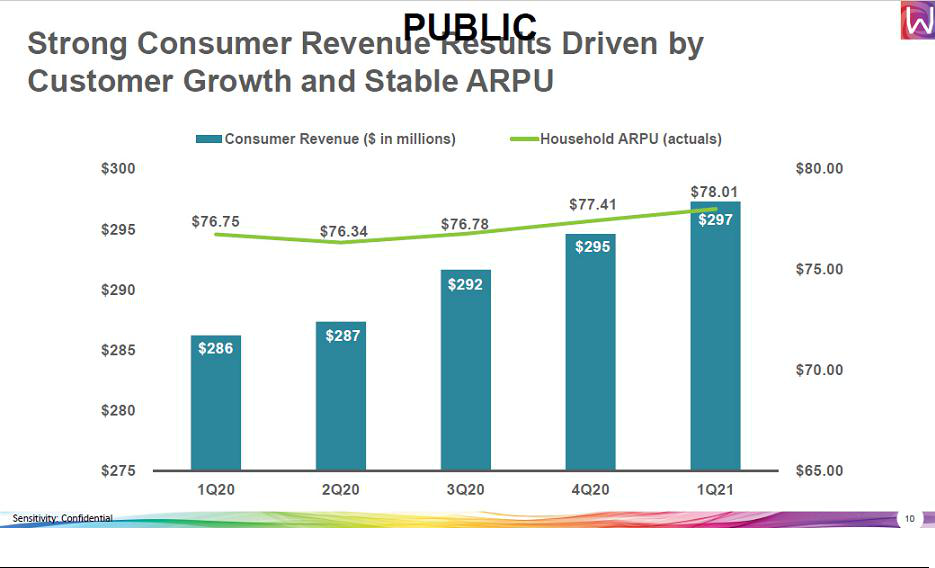 PUBLIC
Strong Consumer Revenue Results Driven by
Customer Growth and Stable ARPU
Consumer Revenue ($ in millions) Household ARPU (actuals)
$300 $80.00
$78.01
$77.41
$76.75 $76.34 $76.78 $297
$295
$295
$75.00
$292
$290
$286 $287
$285
$70.00
$280
$275 $65.00
1Q20 2Q20 3Q20 4Q20 1Q21
Sensitivity: Confidential 10